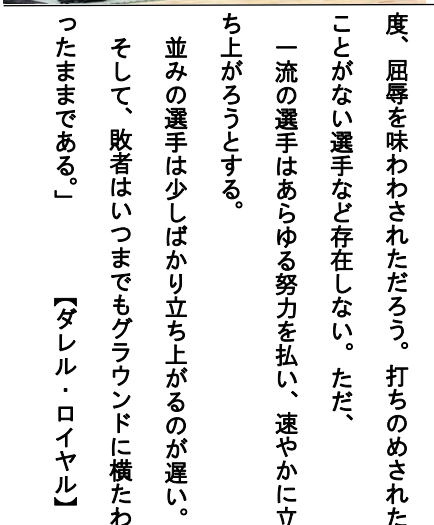 度、屈辱を味わわされただろう。打ちのめされた
ことがない選手など存在しない。ただ、
一流の選手はあらゆる努力を払い、速やかに立
ち上がろうとする。
並みの選手は少しばかり立ち上がるのが遅い。
そして、敗者はいつまでもグラウンドに横たわ
ったままである。」　【ダレル・ロイヤル】